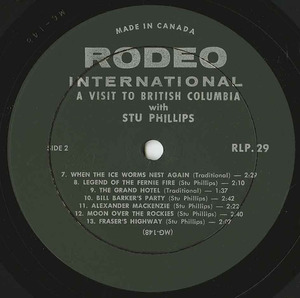 MADE IN CANADA
RODEO
INTERNATIONAL
A VISIT TO BRITISH COLUMBIA
with
STU PHILLIPS
SIDE 2
RLP. 29
7. WHEN THE ICE WORMS NEST AGAIN (Traditional) —
8. LEGEND OF THE FERNIE FIRE (Stu Phillips) — 2:10
9. THE GRAND HOTEL (Traditional) — 1:37
10. BILL BARKER'S PARTY (Stu Phillips) — 2:42
11. ALEXANDER MACKENZIE (Stu Phillips) — 2:22
12. MOON OVER THE ROCKIES (Stu Phillips) — 2:40
13. FRASER'S HIGHWAY (Stu Phillips) —
(MG-148)